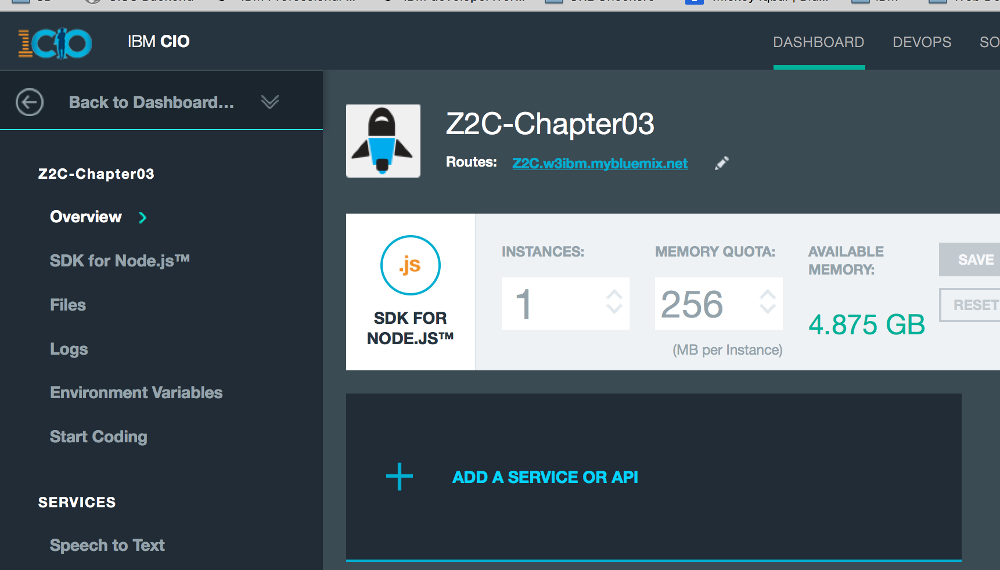 IBM CIO
DASHBOARD
DEVOPS
Back to Dashboard...
Z2C-Chapter03
Routes: Z2C.w3ibm.mybluemix.net
Z2C-Chapter03
Overview
SDK for Node.js™
Files
Logs
Environment Variables
Start Coding
SERVICES
Speech to Text
.js
SDK FOR
NODE.JS™
INSTANCES:
1
MEMORY QUOTA:
256
(MB per Instance)
AVAILABLE
MEMORY:
4.875 GB
SAVE
RESET
ADD A SERVICE OR API